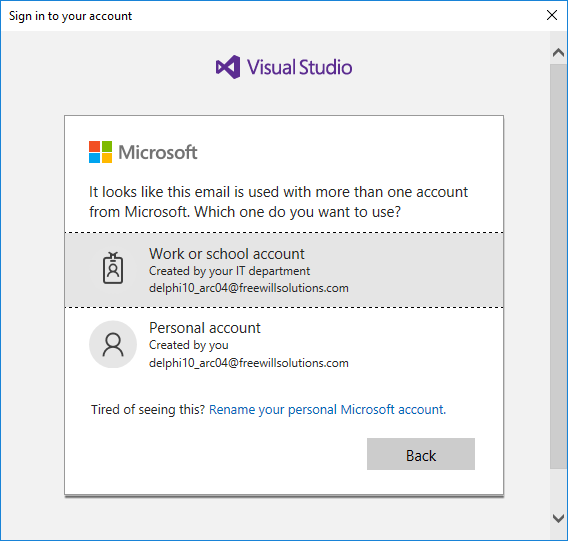 Sign in to your account
Visual Studio
Microsoft
It looks like this email is used with more than one account
from Microsoft. Which one do you want to use?
Work or school account
Created by your IT department
delphi10_arc04@freewillsolutions.com
Personal account
Created by you
delphi10_arc04@freewillsolutions.com
Tired of seeing this? Rename your personal Microsoft account.
Back